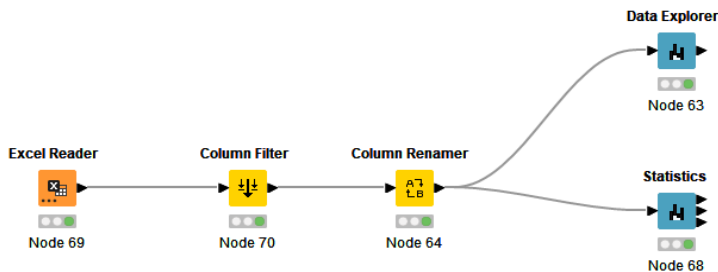 Data Explorer
Node 63
Excel Reader
Node 69
Column Filter
Node 70
Column Renamer
A
B
Node 64
Statistics
Node 68